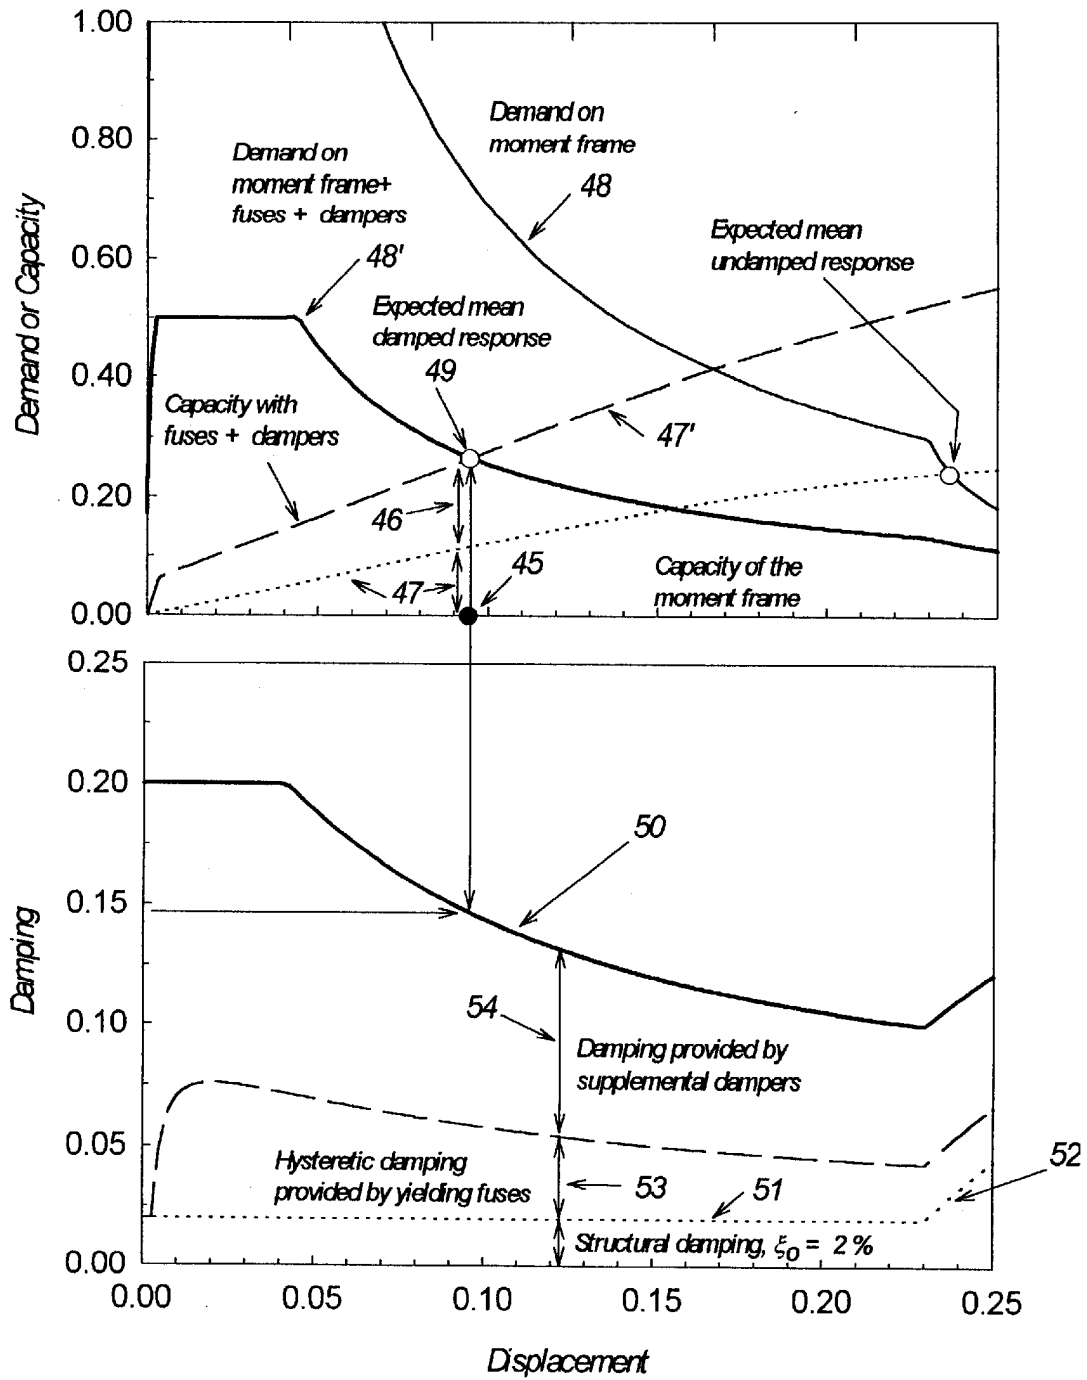 1.00
0.80
0.60
0.40
0.20
0.00
Demand or Capacity
Demand on
moment frame
48
Demand on
moment frame+
fuses + dampers
48'
Expected mean
undamped response
Expected mean
damped response
49
Capacity with
fuses + dampers
47'
46
47
45
Capacity of the
moment frame
0.25
0.20
0.15
0.10
0.05
0.00
Damping
50
54
Damping provided by
supplemental dampers
Hysteretic damping
provided by yielding fuses
53
51
52
Structural damping, ξo = 2 %
0.00
0.05
0.10
0.15
0.20
0.25
Displacement